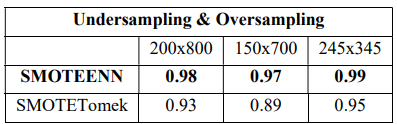 Undersampling & Oversampling
200x800 150x700 245x345
SMOTEENN 0.98 0.97 0.99
SMOTETomek 0.93 0.89 0.95